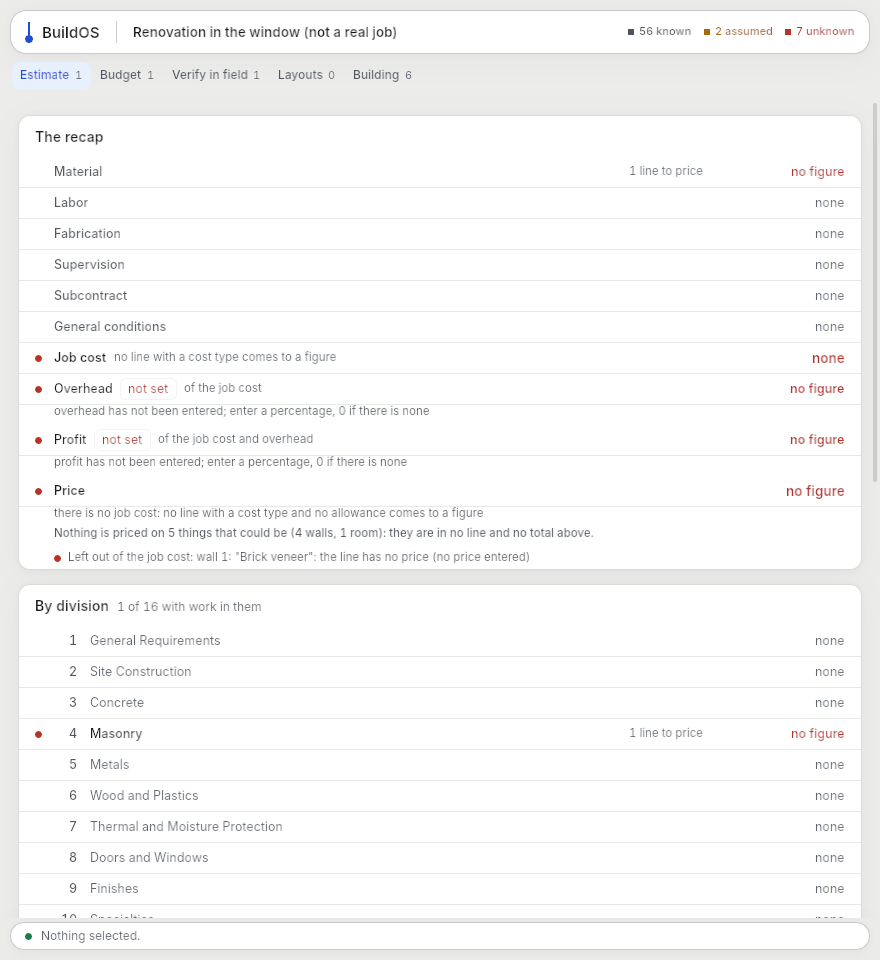 BuildOS Renovation in the window (not a real job) 56 known 2 assumed 7 unknown
Estimate 1 Budget 1 Verify in field 1 Layouts 0 Building 6
The recap
Material 1 line to price no figure
Labor none
Fabrication none
Supervision none
Subcontract none
General conditions none
Job cost no line with a cost type comes to a figure none
Overhead not set of the job cost no figure
overhead has not been entered; enter a percentage, 0 if there is none
Profit not set of the job cost and overhead no figure
profit has not been entered; enter a percentage, 0 if there is none
Price no figure
there is no job cost: no line with a cost type and no allowance comes to a figure
Nothing is priced on 5 things that could be (4 walls, 1 room): they are in no line and no total above.
Left out of the job cost: wall 1: "Brick veneer": the line has no price (no price entered)
By division 1 of 16 with work in them
1 General Requirements none
2 Site Construction none
3 Concrete none
4 Masonry 1 line to price no figure
5 Metals none
6 Wood and Plastics none
7 Thermal and Moisture Protection none
8 Doors and Windows none
9 Finishes none
10 Specialties none
Nothing selected.